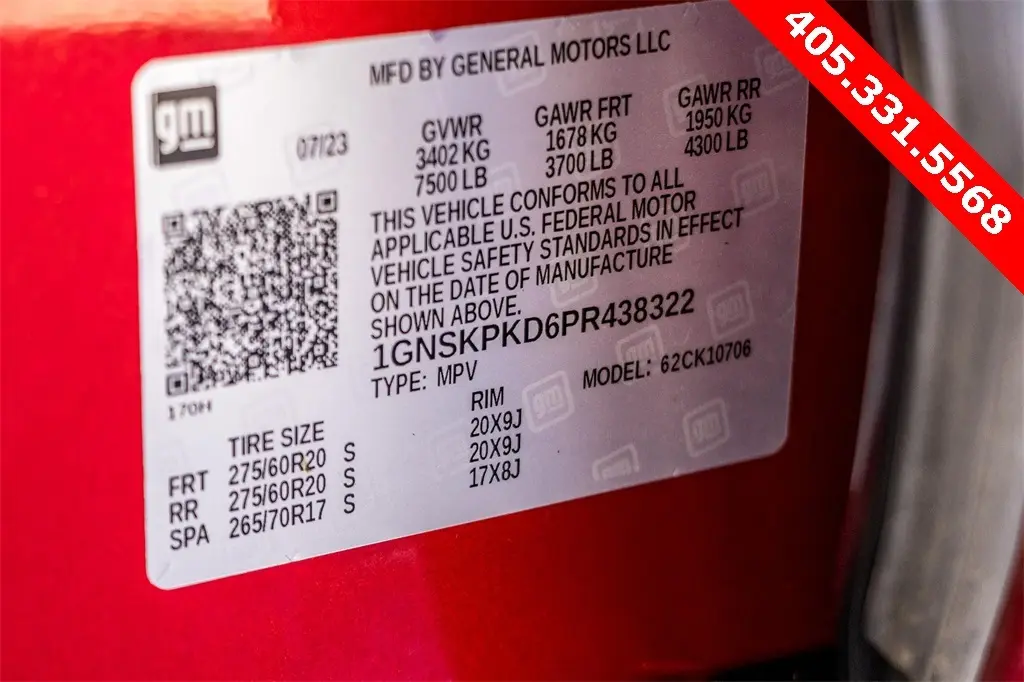 405.331.5568
MFD BY GENERAL MOTORS LLC
gm
07/23
GVWR
3402 KG
7500 LB
GAWR FRT
1678 KG
3700 LB
GAWR RR
1950 KG
4300 LB
THIS VEHICLE CONFORMS TO ALL
APPLICABLE U.S. FEDERAL MOTOR
VEHICLE SAFETY STANDARDS IN EFFECT
ON THE DATE OF MANUFACTURE
SHOWN ABOVE.
1GNSKPKD6PR438322
TYPE: MPV
MODEL: 62CK10706
170H
TIRE SIZE RIM
FRT 275/60R20 S 20X9J
RR 275/60R20 S 20X9J
SPA 265/70R17 S 17X8J